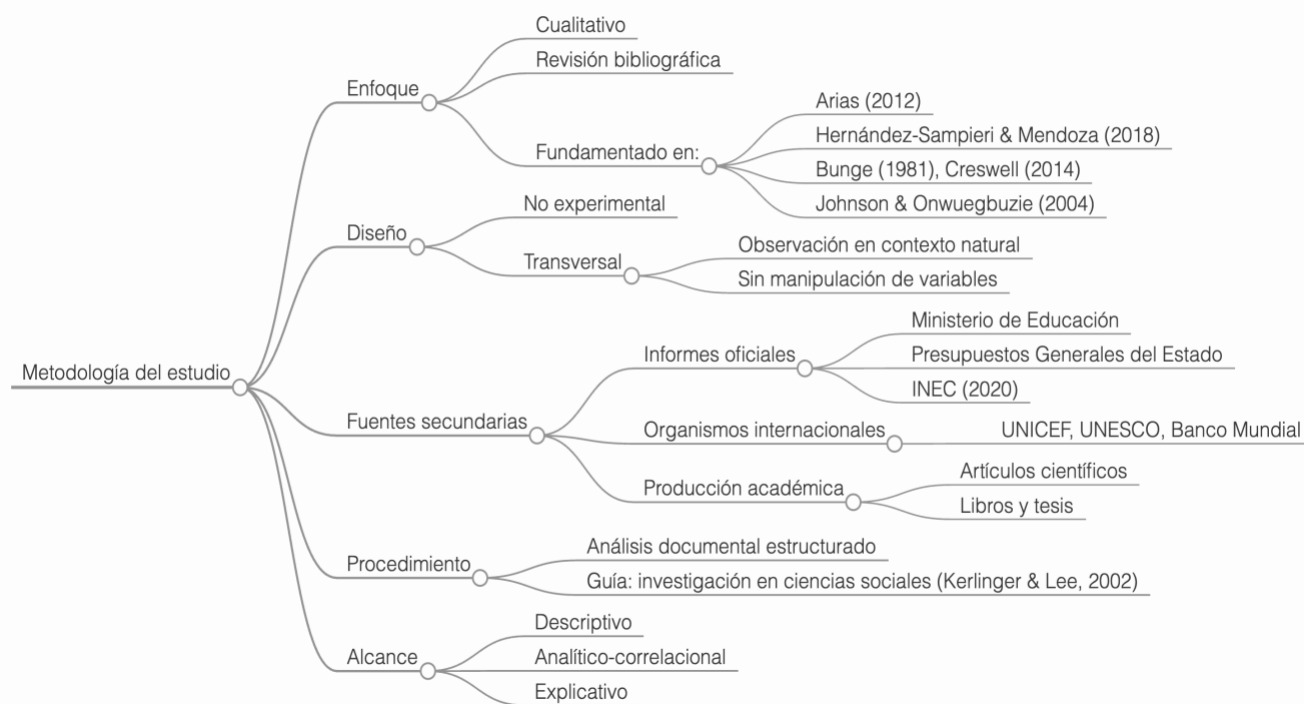 Metodología del estudio
Enfoque
Cualitativo
Revisión bibliográfica
Fundamentado en:
Arias (2012)
Hernández-Sampieri & Mendoza (2018)
Bunge (1981), Creswell (2014)
Johnson & Onwuegbuzie (2004)
Diseño
No experimental
Transversal
Observación en contexto natural
Sin manipulación de variables
Fuentes secundarias
Informes oficiales
Ministerio de Educación
Presupuestos Generales del Estado
INEC (2020)
Organismos internacionales
UNICEF, UNESCO, Banco Mundial
Producción académica
Artículos científicos
Libros y tesis
Procedimiento
Análisis documental estructurado
Guía: investigación en ciencias sociales (Kerlinger & Lee, 2002)
Alcance
Descriptivo
Analítico-correlacional
Explicativo